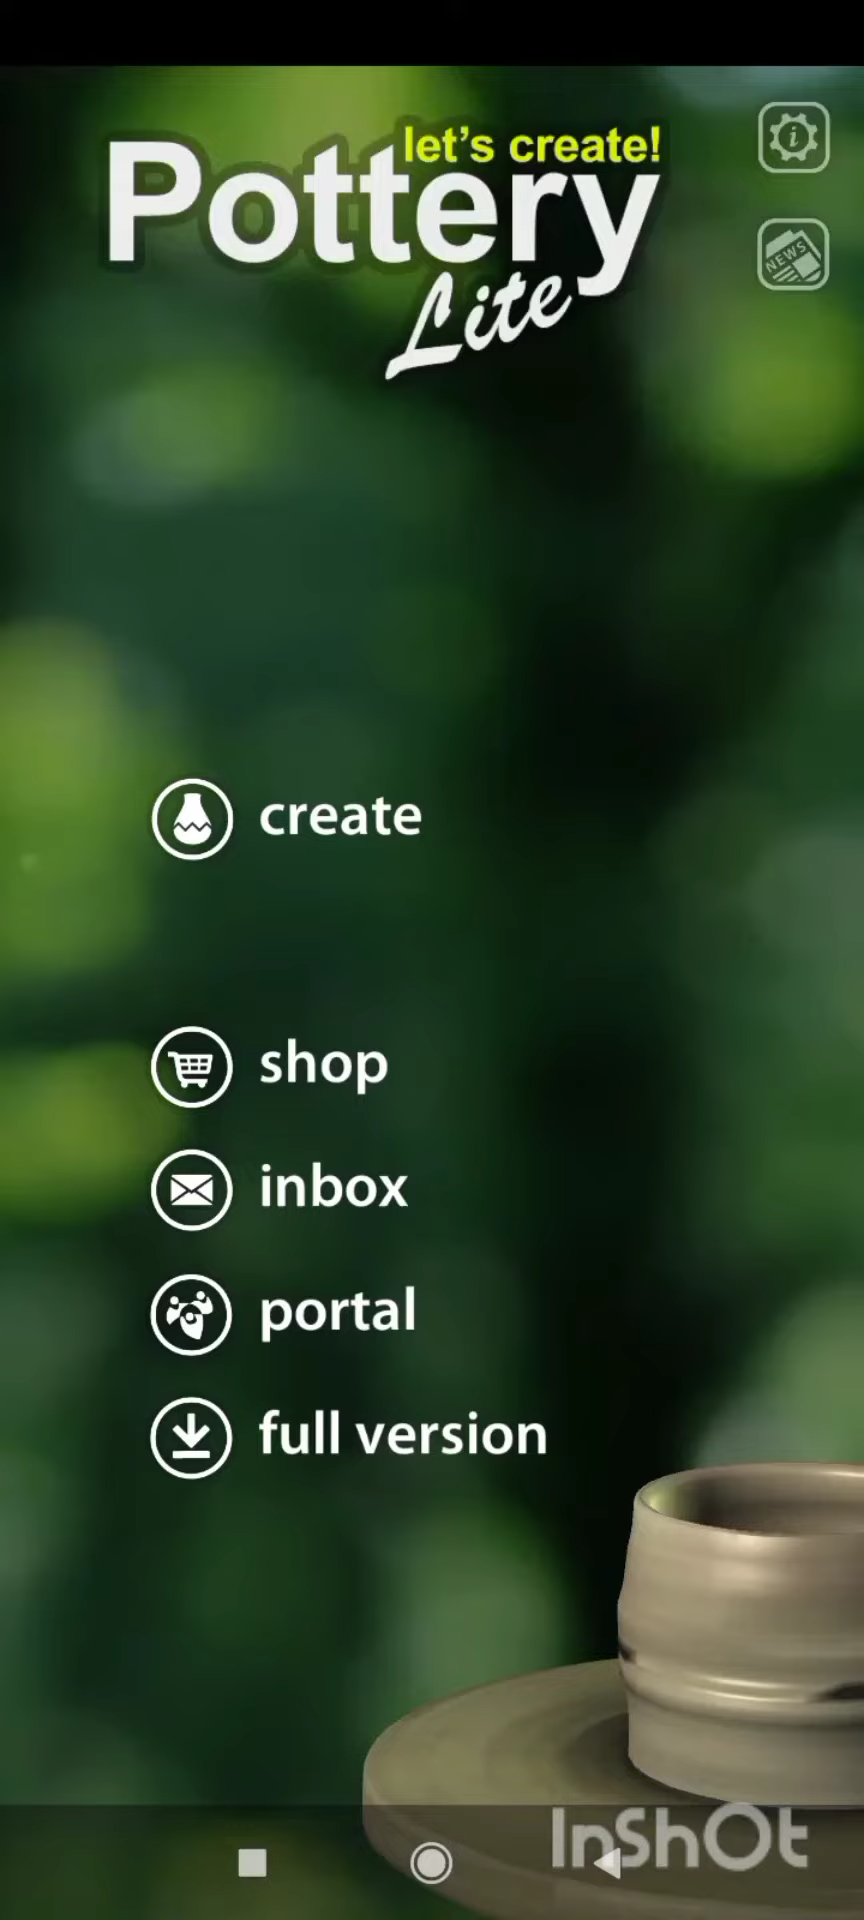 let's create!
Pottery
Lite
NEWS
create
shop
inbox
portal
full version
InShOt